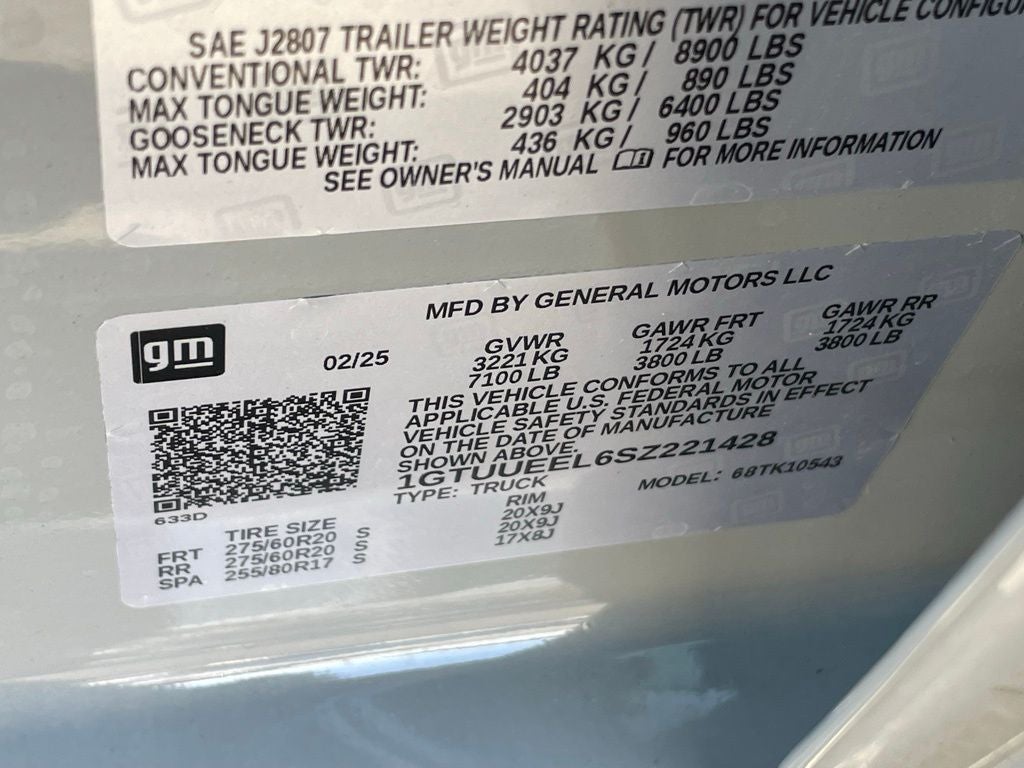 SAE J2807 TRAILER WEIGHT RATING (TWR) FOR VEHICLE
CONVENTIONAL TWR: 4037 KG / 8900 LBS
MAX TONGUE WEIGHT: 404 KG / 890 LBS
GOOSENECK TWR: 2903 KG / 6400 LBS
MAX TONGUE WEIGHT: 436 KG / 960 LBS
SEE OWNER'S MANUAL FOR MORE INFORMATION
MFD BY GENERAL MOTORS LLC
gm
02/25
GVWR GAWR FRT GAWR RR
3221 KG 1724 KG 1724 KG
7100 LB 3800 LB 3800 LB
THIS VEHICLE CONFORMS TO ALL
APPLICABLE U.S. FEDERAL MOTOR
VEHICLE SAFETY STANDARDS IN EFFECT
ON THE DATE OF MANUFACTURE
SHOWN ABOVE.
1GTUUEEL6SZ221428
TYPE: TRUCK MODEL: 68TK10543
633D
TIRE SIZE RIM
FRT 275/60R20 S 20X9J
RR 275/60R20 S 20X9J
SPA 255/80R17 S 17X8J